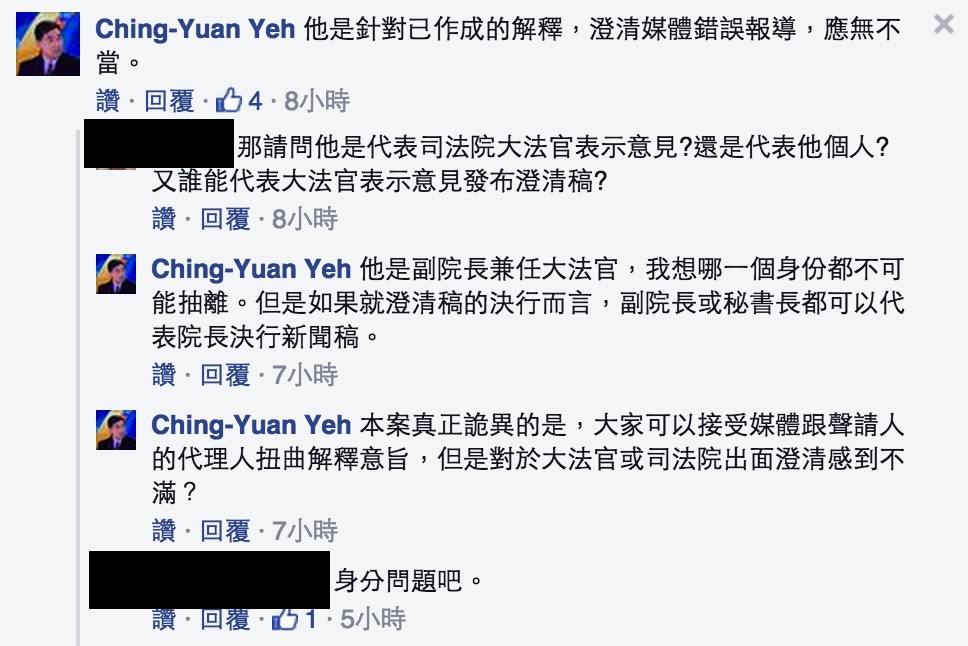 Ching-Yuan Yeh 他是針對已作成的解釋，澄清媒體錯誤報導，應無不
當。
讚 · 回覆 · 4 · 8小時
那請問他是代表司法院大法官表示意見?還是代表他個人?
又誰能代表大法官表示意見發布澄清稿?
讚 · 回覆 · 8小時
Ching-Yuan Yeh 他是副院長兼任大法官，我想哪一個身份都不可
能抽離。但是如果就澄清稿的決行而言，副院長或秘書長都可以代
表院長決行新聞稿。
讚 · 回覆 · 7小時
Ching-Yuan Yeh 本案真正詭異的是，大家可以接受媒體跟聲請人
的代理人扭曲解釋意旨，但是對於大法官或司法院出面澄清感到不
滿？
讚 · 回覆 · 7小時
身分問題吧。
讚 · 回覆 · 1 · 5小時